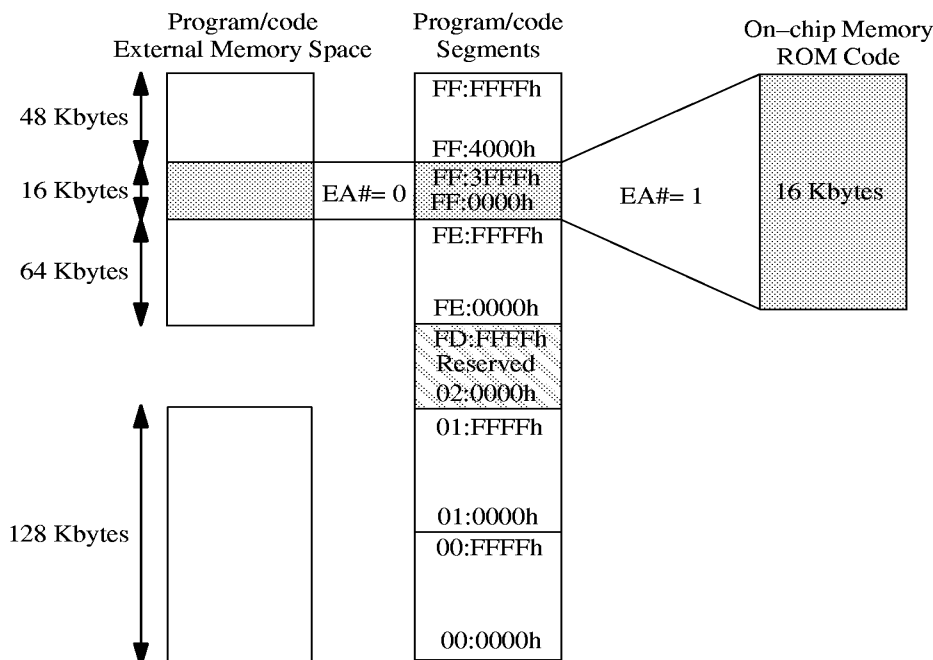 Program/code
External Memory Space
Program/code
Segments
On–chip Memory
ROM Code
48 Kbytes
16 Kbytes
64 Kbytes
128 Kbytes
EA#= 0
FF:FFFFh
FF:4000h
FF:3FFFh
FF:0000h
FE:FFFFh
FE:0000h
FD:FFFFh
Reserved
02:0000h
01:FFFFh
01:0000h
00:FFFFh
00:0000h
EA#= 1
16 Kbytes